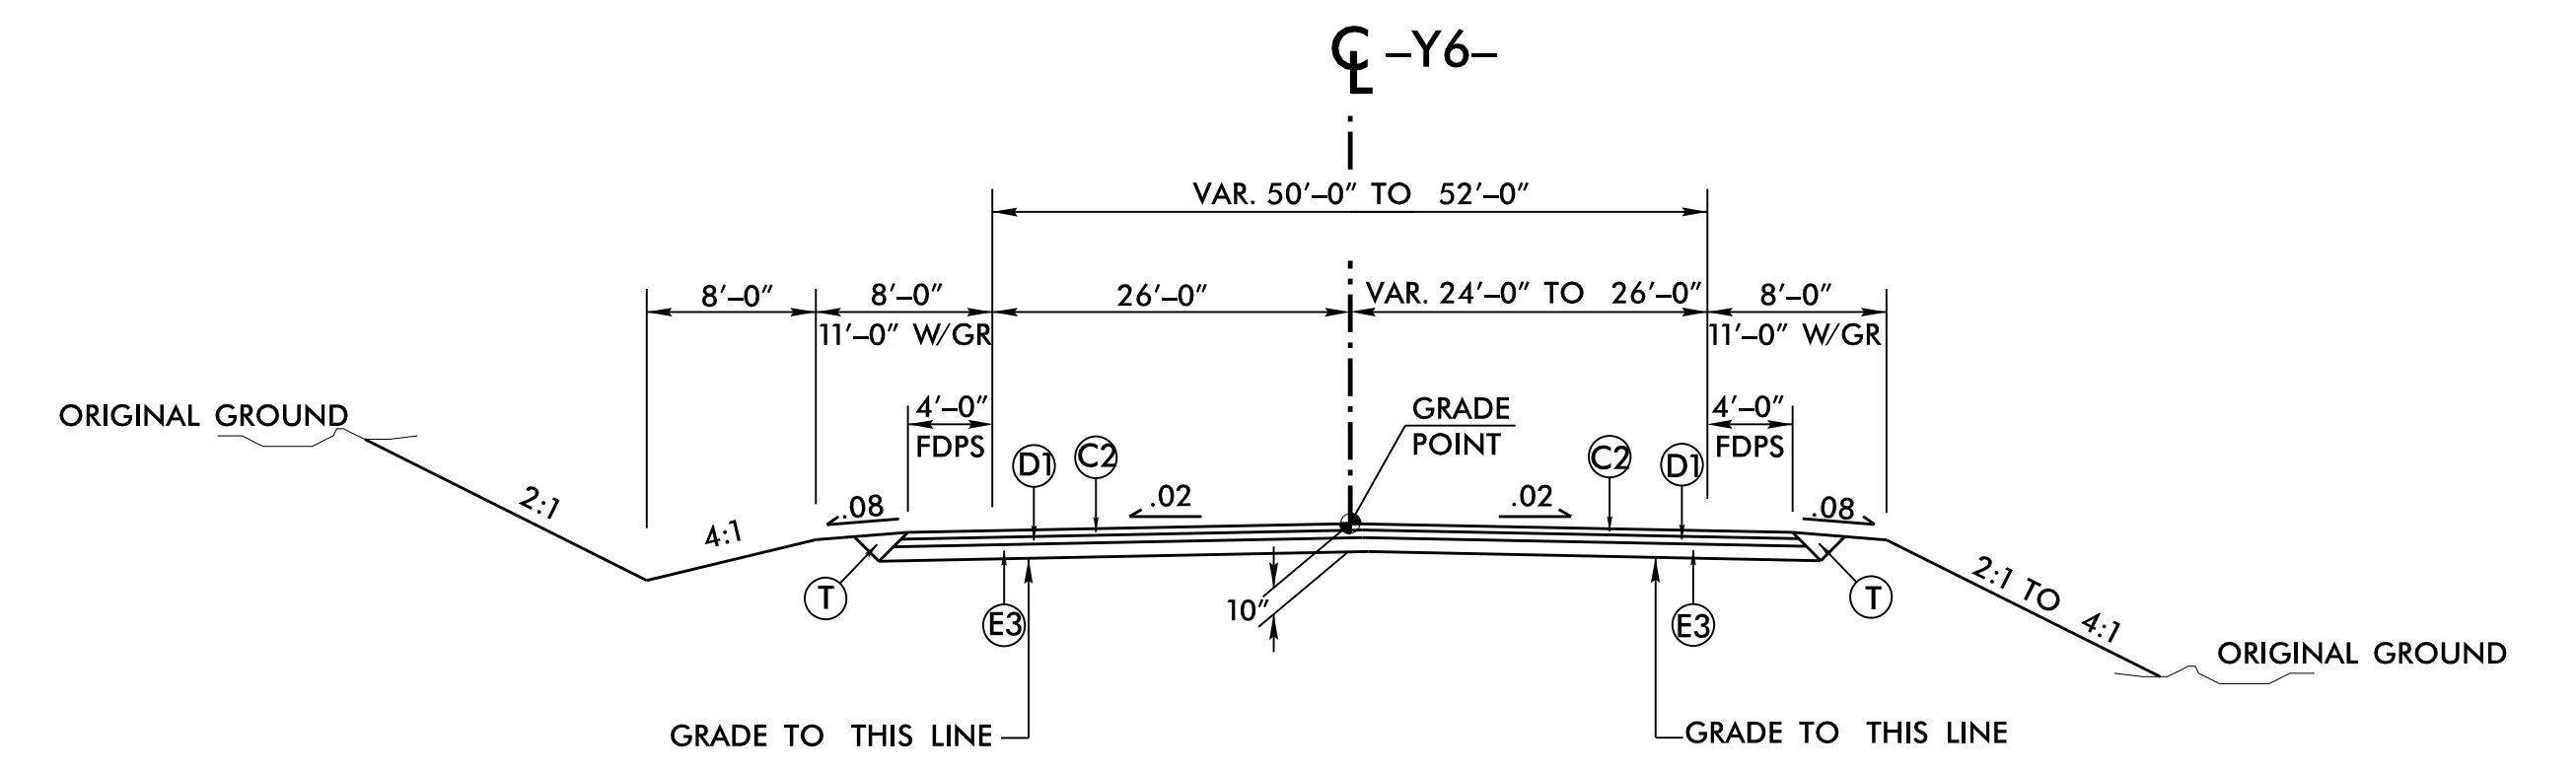 ℄ –Y6–
VAR. 50'–0" TO 52'–0"
8'–0"
8'–0"
26'–0"
VAR. 24'–0" TO 26'–0"
8'–0"
11'–0" W/GR
11'–0" W/GR
ORIGINAL GROUND
4'–0"
FDPS
GRADE
POINT
4'–0"
FDPS
D1
C2
C2
D1
2:1
4:1
.08
.02
.02
.08
T
E3
10"
E3
T
2:1 TO 4:1
ORIGINAL GROUND
GRADE TO THIS LINE
GRADE TO THIS LINE